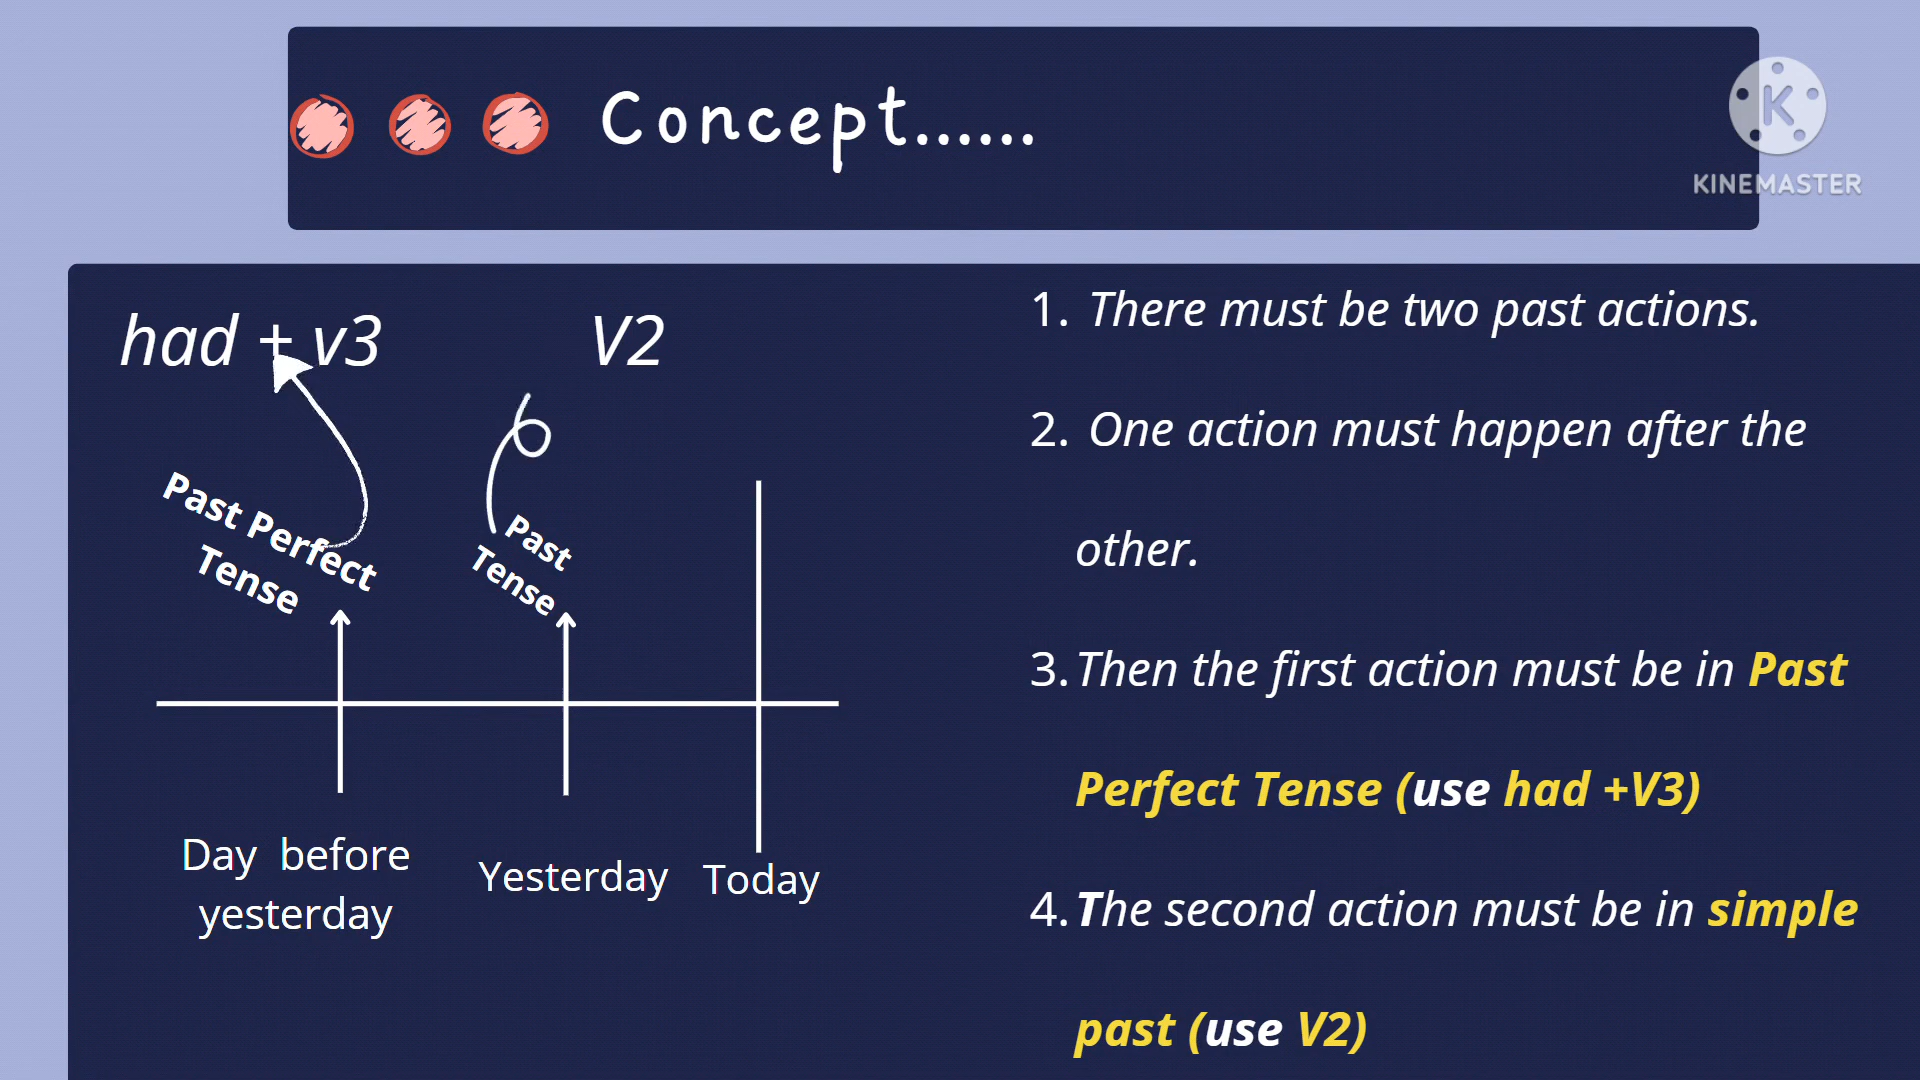 Concept......
K
KINEMASTER
had + v3
V2
Past Perfect
Tense
Past
Tense
Day before
yesterday
Yesterday
Today
1. There must be two past actions.
2. One action must happen after the
other.
3. Then the first action must be in Past
Perfect Tense (use had +V3)
4. The second action must be in simple
past (use V2)